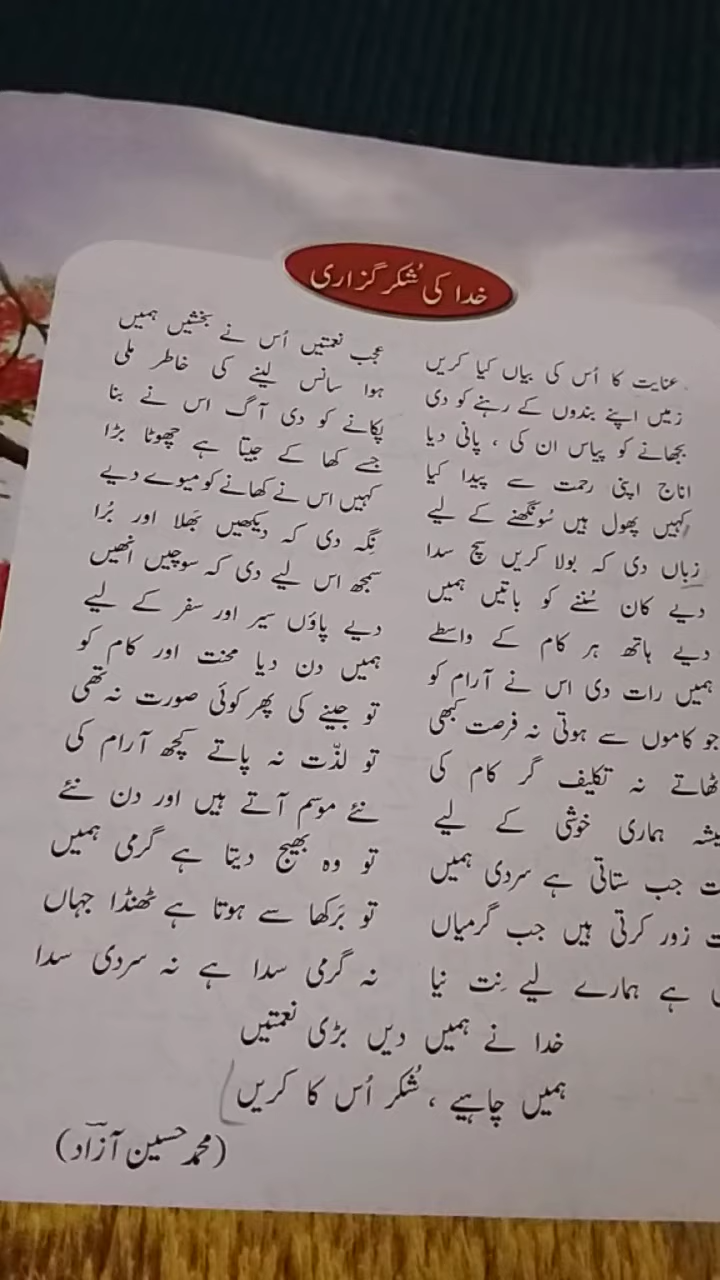 خدا کی شُکر گزاری
عنایت کا اُس کی بیاں کیا کریں عجب نعمتیں اُس نے بخشیں ہمیں
زمیں اپنے بندوں کے رہنے کو دی ہوا سانس لینے کی خاطر ملی
بجھانے کو پیاس ان کی ، پانی دیا پکانے کو دی آگ اس نے بنا
اناج اپنی رحمت سے پیدا کیا جسے کھا کے جیتا ہے چھوٹا بڑا
کہیں پھول ہیں سُونگھنے کے لیے کہیں اس نے کھانے کو میوے دیے
زباں دی کہ بولا کریں سچ سدا نِگہ دی کہ دیکھیں بَھلا اور بُرا
دیے کان سُننے کو باتیں ہمیں سمجھ اس لیے دی کہ سوچیں انھیں
دیے ہاتھ ہر کام کے واسطے دیے پاؤں سیر اور سفر کے لیے
ہمیں رات دی اس نے آرام کو ہمیں دن دیا محنت اور کام کو
جو کاموں سے ہوتی نہ فرصت کبھی تو جینے کی پھر کوئی صورت نہ تھی
نہ تکلیف گر کام کی تو لذّت نہ پاتے کچھ آرام کی
ہماری خوشی کے لیے نئے موسم آتے ہیں اور دن نئے
جب ستاتی ہے سردی ہمیں تو وہ بھیج دیتا ہے گرمی ہمیں
زور کرتی ہیں جب گرمیاں تو بَرکھا سے ہوتا ہے ٹھنڈا جہاں
ہے ہمارے لیے نِت نیا نہ گرمی سدا ہے نہ سردی سدا
خدا نے ہمیں دیں بڑی نعمتیں
ہمیں چاہیے ، شُکر اُس کا کریں
(محمد حسین آزاد)